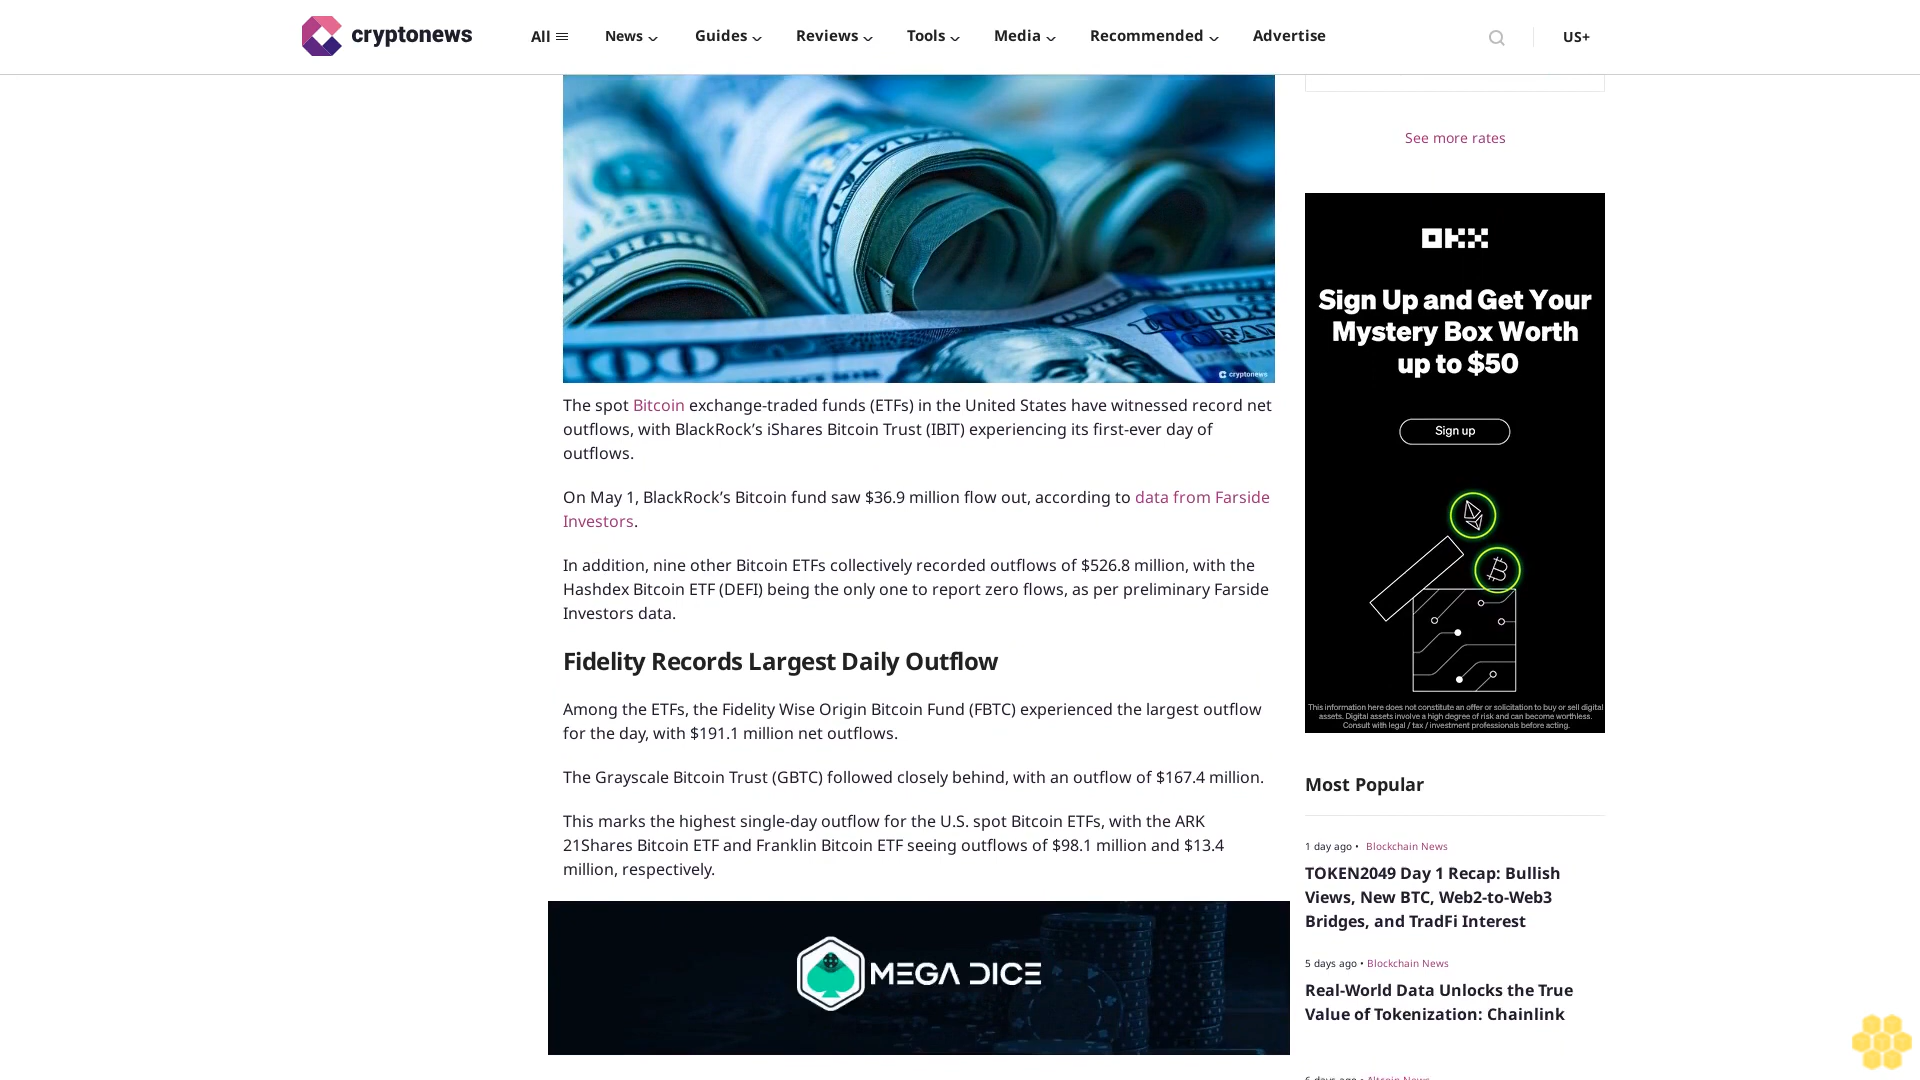 cryptonews
All
News
Guides
Reviews
Tools
Media
Recommended
Advertise
US+
cryptonews
The spot Bitcoin exchange-traded funds (ETFs) in the United States have witnessed record net
outflows, with BlackRock’s iShares Bitcoin Trust (IBIT) experiencing its first-ever day of
outflows.
On May 1, BlackRock’s Bitcoin fund saw $36.9 million flow out, according to data from Farside
Investors.
In addition, nine other Bitcoin ETFs collectively recorded outflows of $526.8 million, with the
Hashdex Bitcoin ETF (DEFI) being the only one to report zero flows, as per preliminary Farside
Investors data.
Fidelity Records Largest Daily Outflow
Among the ETFs, the Fidelity Wise Origin Bitcoin Fund (FBTC) experienced the largest outflow
for the day, with $191.1 million net outflows.
The Grayscale Bitcoin Trust (GBTC) followed closely behind, with an outflow of $167.4 million.
This marks the highest single-day outflow for the U.S. spot Bitcoin ETFs, with the ARK
21Shares Bitcoin ETF and Franklin Bitcoin ETF seeing outflows of $98.1 million and $13.4
million, respectively.
MEGA DICE
See more rates
OKX
Sign Up and Get Your
Mystery Box Worth
up to $50
Sign up
This information here does not constitute an offer or solicitation to buy or sell digital
assets. Digital assets involve a high degree of risk and can become worthless.
Consult with legal / tax / investment professionals before acting.
Most Popular
1 day ago • Blockchain News
TOKEN2049 Day 1 Recap: Bullish
Views, New BTC, Web2-to-Web3
Bridges, and TradFi Interest
5 days ago • Blockchain News
Real-World Data Unlocks the True
Value of Tokenization: Chainlink
6 days ago • Altcoin News